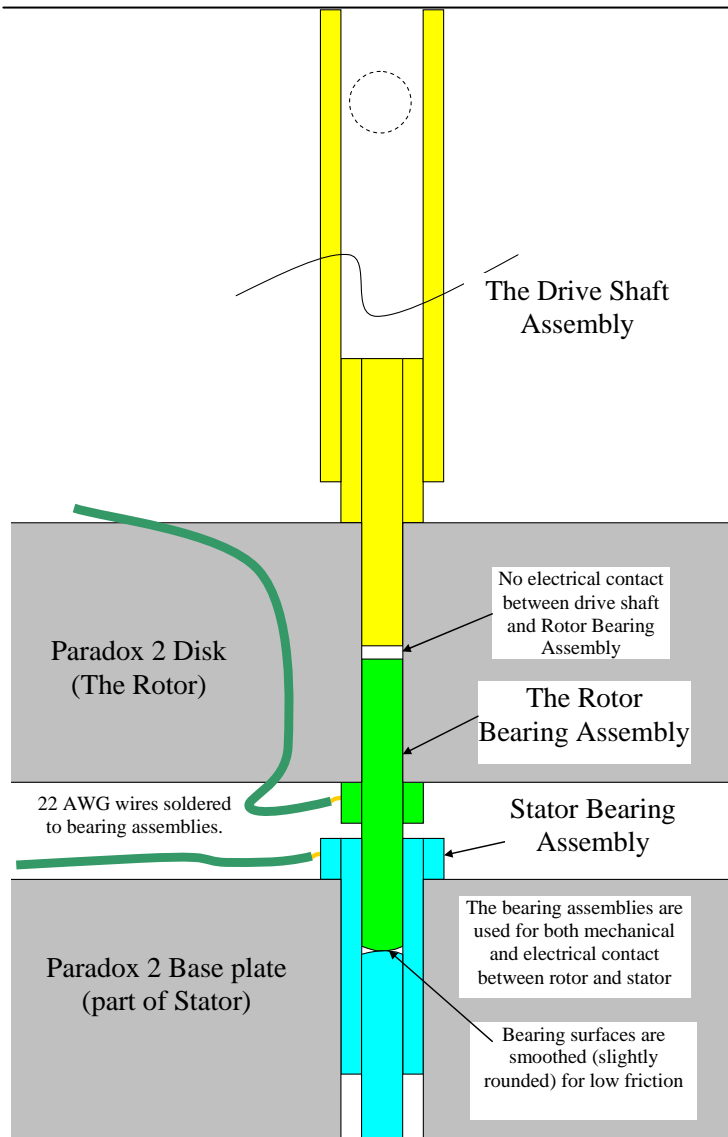 The Drive Shaft
Assembly
No electrical contact
between drive shaft
and Rotor Bearing
Assembly
Paradox 2 Disk
(The Rotor)
The Rotor
Bearing Assembly
22 AWG wires soldered
to bearing assemblies.
Stator Bearing
Assembly
The bearing assemblies are
used for both mechanical
and electrical contact
between rotor and stator
Paradox 2 Base plate
(part of Stator)
Bearing surfaces are
smoothed (slightly
rounded) for low friction